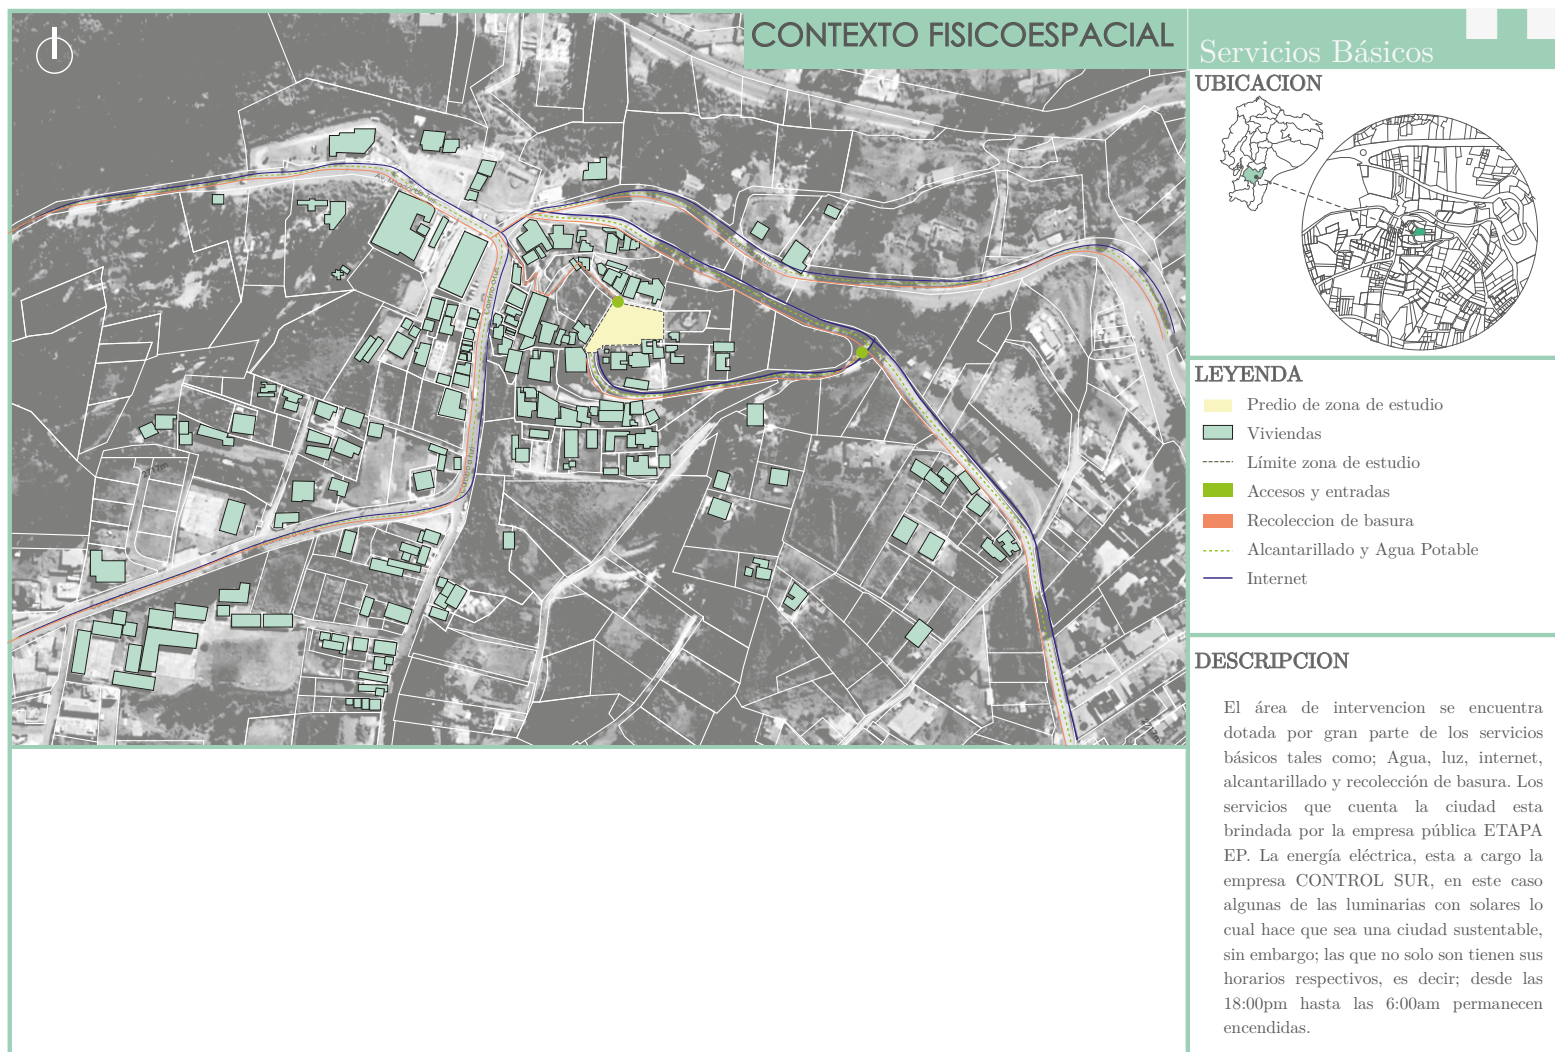 CONTEXTO FISICOESPACIAL
Servicios Básicos
UBICACION
LEYENDA
Predio de zona de estudio
Viviendas
Límite zona de estudio
Accesos y entradas
Recoleccion de basura
Alcantarillado y Agua Potable
Internet
DESCRIPCION
El área de intervencion se encuentra
dotada por gran parte de los servicios
básicos tales como; Agua, luz, internet,
alcantarillado y recolección de basura. Los
servicios que cuenta la ciudad esta
brindada por la empresa pública ETAPA
EP. La energía eléctrica, esta a cargo la
empresa CONTROL SUR, en este caso
algunas de las luminarias con solares lo
cual hace que sea una ciudad sustentable,
sin embargo; las que no solo son tienen sus
horarios respectivos, es decir; desde las
18:00pm hasta las 6:00am permanecen
encendidas.